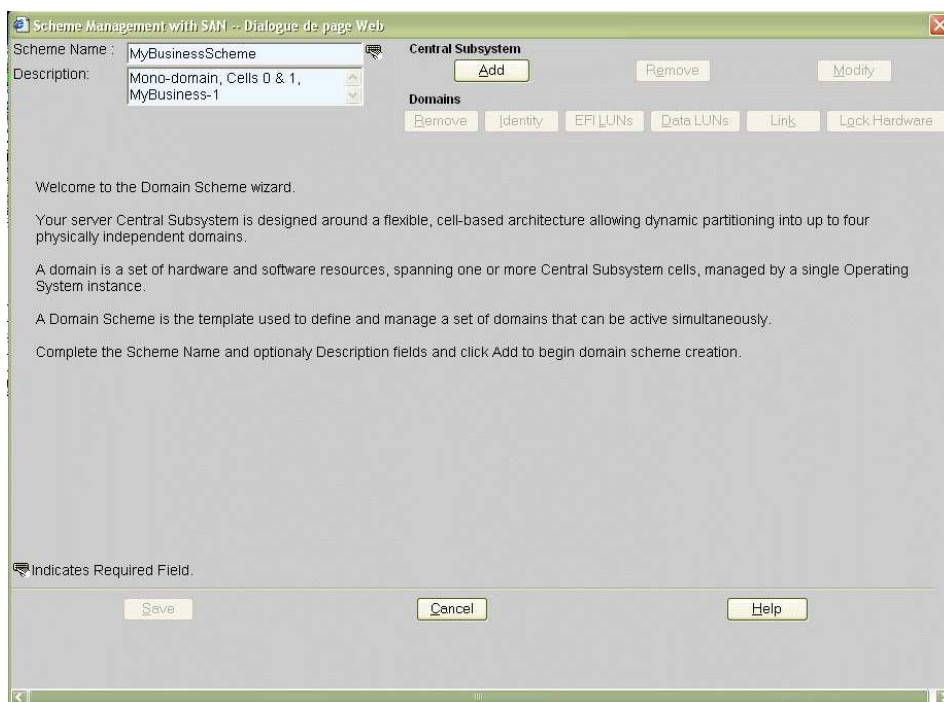 Scheme Management with SAN -- Dialogue de page Web
Scheme Name :
MyBusinessScheme
Description:
Mono-domain, Cells 0 & 1,
MyBusiness-1
Central Subsystem
Add
Remove
Modify
Domains
Remove
Identity
EFI LUNs
Data LUNs
Link
Lock Hardware
Welcome to the Domain Scheme wizard.
Your server Central Subsystem is designed around a flexible, cell-based architecture allowing dynamic partitioning into up to four
physically independent domains.
A domain is a set of hardware and software resources, spanning one or more Central Subsystem cells, managed by a single Operating
System instance.
A Domain Scheme is the template used to define and manage a set of domains that can be active simultaneously.
Complete the Scheme Name and optionaly Description fields and click Add to begin domain scheme creation.
Indicates Required Field.
Save
Cancel
Help